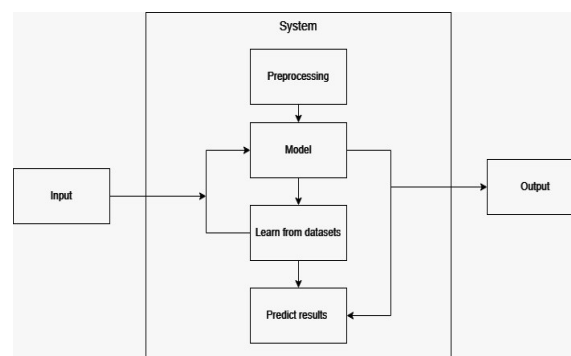 System
Preprocessing
Model
Input
Output
Learn from datasets
Predict results